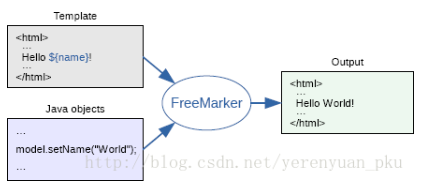 Template
<html>
...
Hello ${name}!
...
</html>
Java objects
...
model.setName("World");
...
FreeMarker
Output
<html>
...
Hello World!
...
</html>
http://blog.csdn.net/yerenyuan_pku